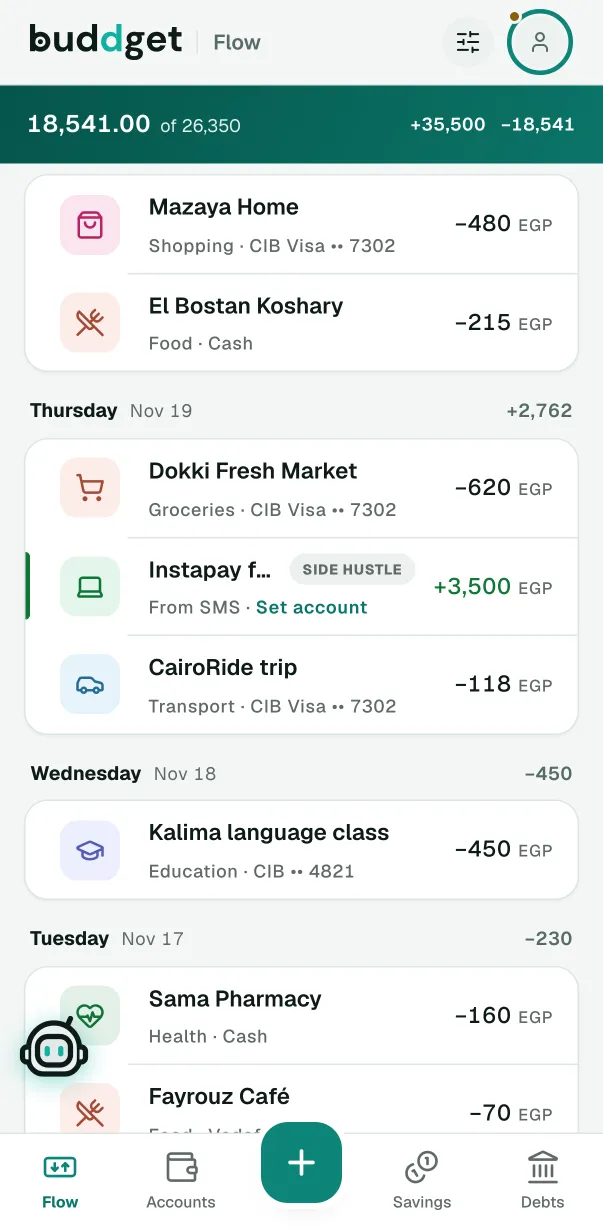 buddget Flow
18,541.00 of 26,350 +35,500 −18,541
Mazaya Home
−480 EGP
Shopping · CIB Visa •• 7302
El Bostan Koshary
−215 EGP
Food · Cash
Thursday Nov 19 +2,762
Dokki Fresh Market
−620 EGP
Groceries · CIB Visa •• 7302
Instapay f... SIDE HUSTLE
+3,500 EGP
From SMS · Set account
CairoRide trip
−118 EGP
Transport · CIB Visa •• 7302
Wednesday Nov 18 −450
Kalima language class
−450 EGP
Education · CIB •• 4821
Tuesday Nov 17 −230
Sama Pharmacy
−160 EGP
Health · Cash
Fayrouz Café
−70 EGP
Flow Accounts Savings Debts